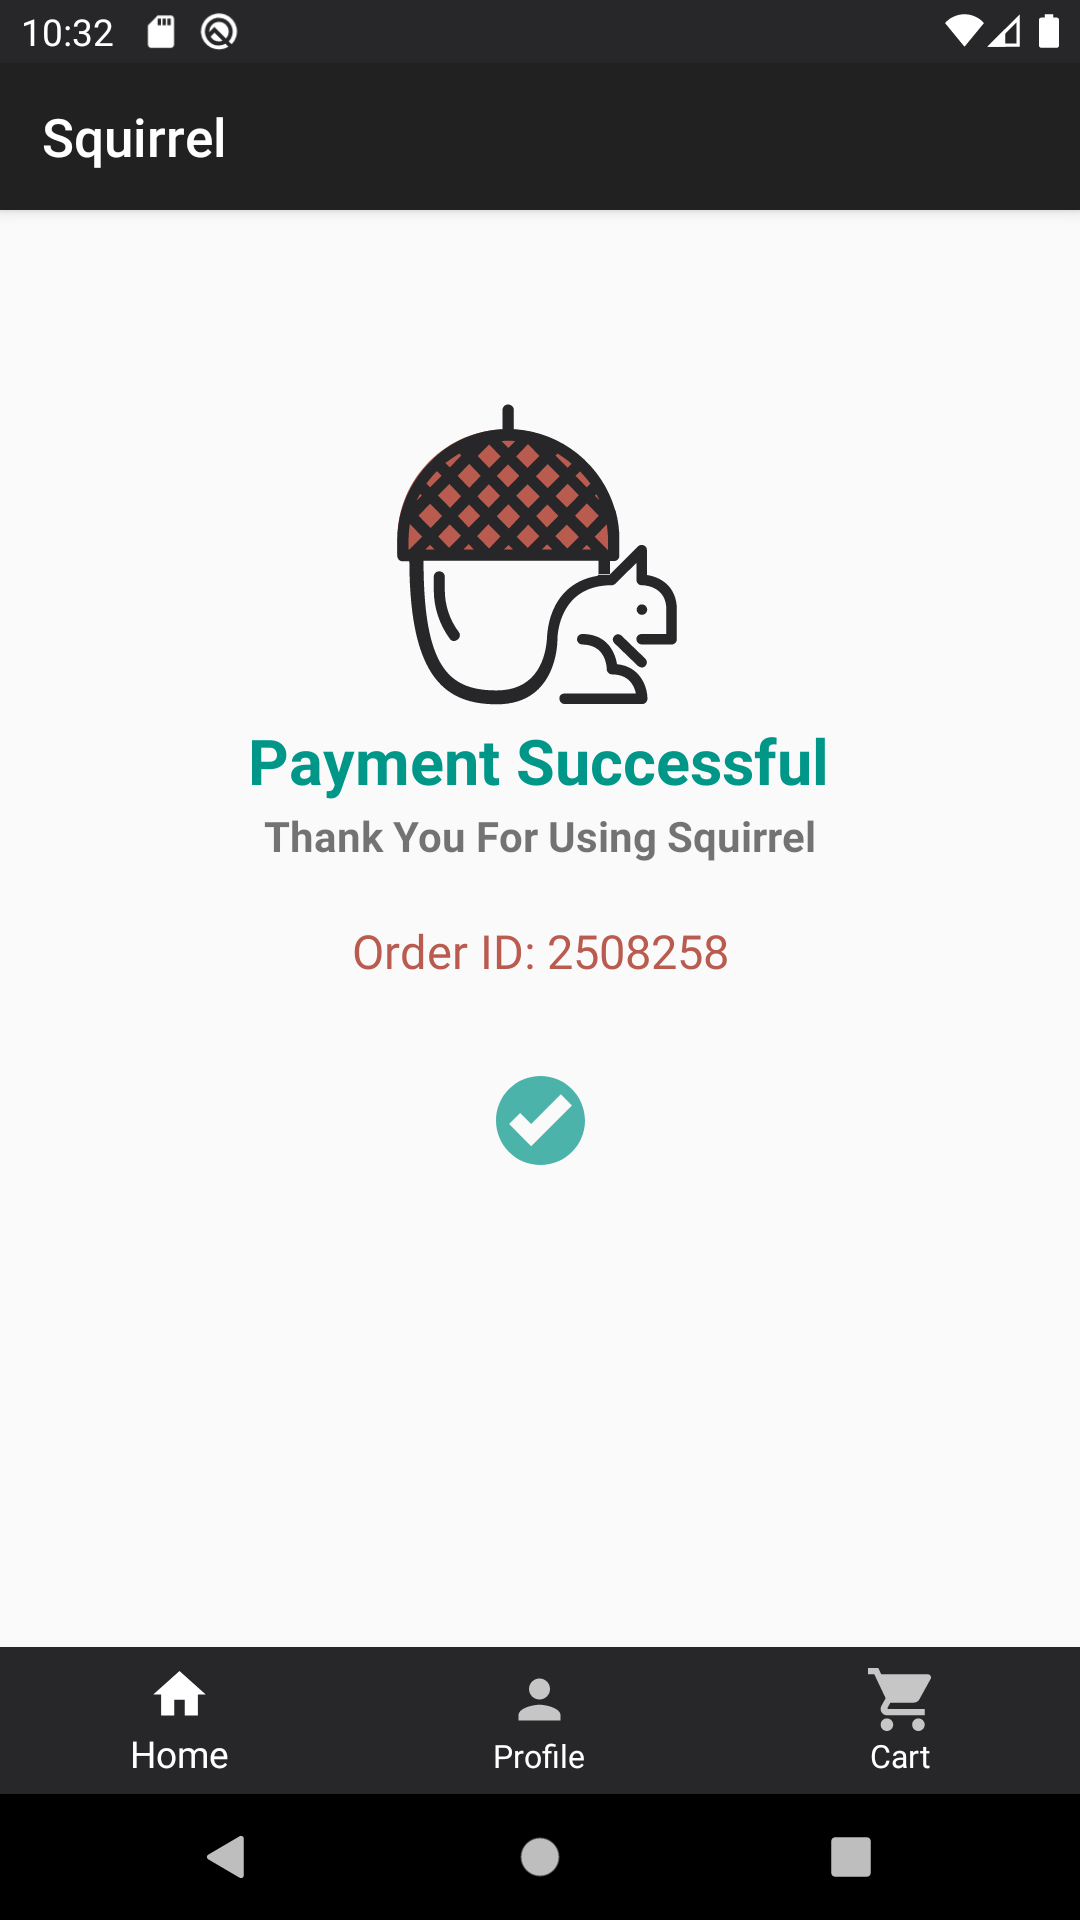 10:32
Squirrel
Payment Successful
Thank You For Using Squirrel
Order ID: 2508258
Home
Profile
Cart